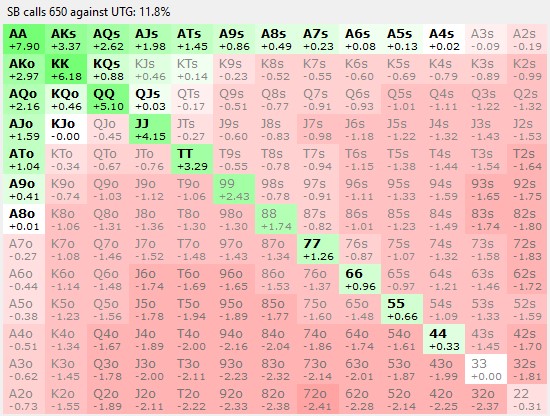 SB calls 650 against UTG: 11.8%
AA AKs AQs AJs ATs A9s A8s A7s A6s A5s A4s A3s A2s
+7.90 +3.37 +2.62 +1.98 +1.45 +0.86 +0.49 +0.23 +0.08 +0.13 +0.02 -0.09 -0.19
AKo KK KQs KJs KTs K9s K8s K7s K6s K5s K4s K3s K2s
+2.97 +6.18 +0.88 +0.46 +0.14 -0.23 -0.52 -0.55 -0.60 -0.69 -0.79 -0.89 -0.99
AQo KQo QQ QJs QTs Q9s Q8s Q7s Q6s Q5s Q4s Q3s Q2s
+2.16 +0.46 +5.10 +0.03 -0.17 -0.51 -0.77 -0.91 -0.93 -1.01 -1.11 -1.22 -1.32
AJo KJo QJo JJ JTs J9s J8s J7s J6s J5s J4s J3s J2s
+1.59 -0.00 -0.45 +4.15 -0.27 -0.60 -0.83 -0.98 -1.18 -1.22 -1.32 -1.43 -1.53
ATo KTo QTo JTo TT T9s T8s T7s T6s T5s T4s T3s T2s
+1.04 -0.34 -0.67 -0.76 +3.29 -0.55 -0.78 -0.94 -1.15 -1.38 -1.44 -1.54 -1.64
A9o K9o Q9o J9o T9o 99 98s 97s 96s 95s 94s 93s 92s
+0.41 -0.74 -1.03 -1.12 -1.06 +2.43 -0.78 -0.91 -1.11 -1.35 -1.58 -1.65 -1.75
A8o K8o Q8o J8o T8o 98o 88 87s 86s 85s 84s 83s 82s
+0.01 -1.06 -1.31 -1.36 -1.30 -1.30 +1.74 -0.82 -1.01 -1.23 -1.49 -1.74 -1.80
A7o K7o Q7o J7o T7o 97o 87o 77 76s 75s 74s 73s 72s
-0.27 -1.08 -1.46 -1.52 -1.48 -1.43 -1.34 +1.26 -0.87 -1.07 -1.32 -1.58 -1.83
A6o K6o Q6o J6o T6o 96o 86o 76o 66 65s 64s 63s 62s
-0.44 -1.14 -1.48 -1.74 -1.69 -1.65 -1.53 -1.37 +0.96 -0.97 -1.21 -1.46 -1.72
A5o K5o Q5o J5o T5o 95o 85o 75o 65o 55 54s 53s 52s
-0.38 -1.23 -1.56 -1.78 -1.94 -1.89 -1.77 -1.60 -1.48 +0.66 -1.09 -1.33 -1.59
A4o K4o Q4o J4o T4o 94o 84o 74o 64o 54o 44 43s 42s
-0.51 -1.34 -1.67 -1.89 -2.00 -2.16 -2.04 -1.86 -1.74 -1.61 +0.33 -1.45 -1.70
A3o K3o Q3o J3o T3o 93o 83o 73o 63o 53o 43o 33 32s
-0.62 -1.45 -1.78 -2.00 -2.11 -2.23 -2.32 -2.14 -2.01 -1.87 -1.99 +0.00 -1.81
A2o K2o Q2o J2o T2o 92o 82o 72o 62o 52o 42o 32o 22
-0.73 -1.55 -1.89 -2.11 -2.22 -2.33 -2.38 -2.41 -2.28 -2.14 -2.25 -2.37 -0.31